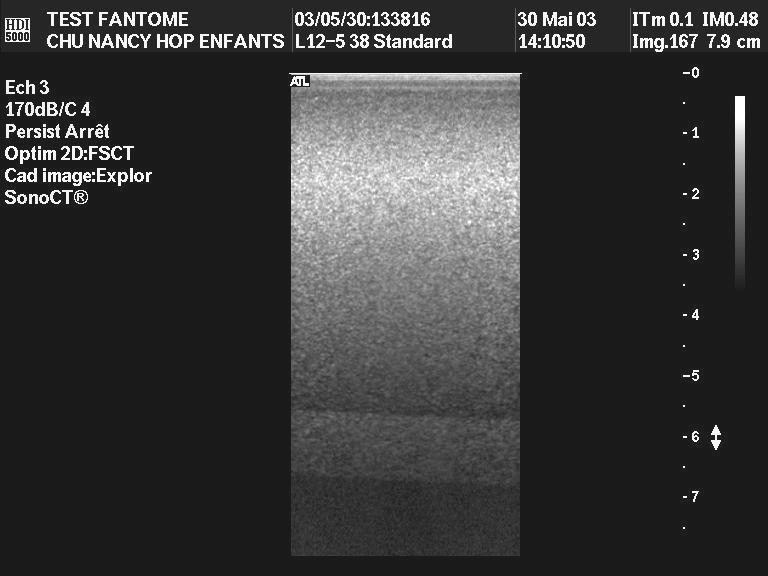 HDI 5000
TEST FANTOME
CHU NANCY HOP ENFANTS
03/05/30:133816
L12-5 38 Standard
30 Mai 03
14:10:50
ITm 0.1 IM0.48
Img.167 7.9 cm
Ech 3
170dB/C 4
Persist Arrêt
Optim 2D:FSCT
Cad image:Explor
SonoCT®
ATL
-0
-1
-2
-3
-4
-5
-6
-7